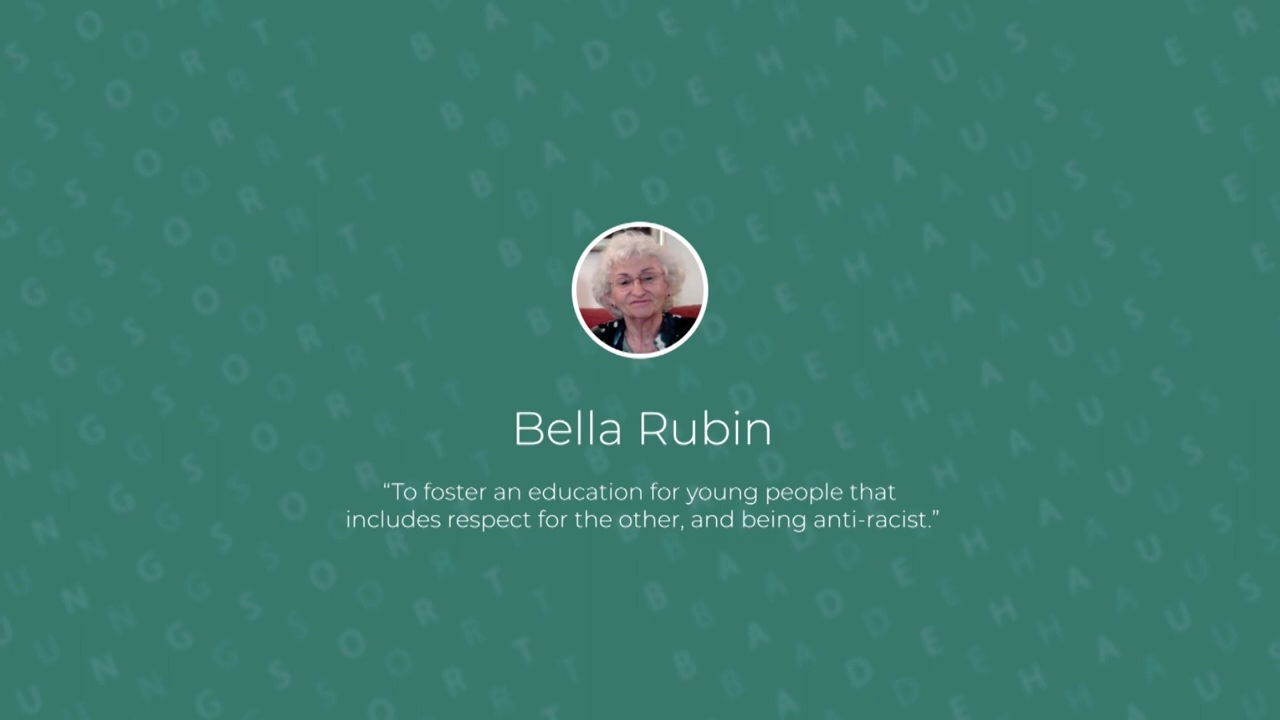 Bella Rubin
“To foster an education for young people that
includes respect for the other, and being anti-racist.”